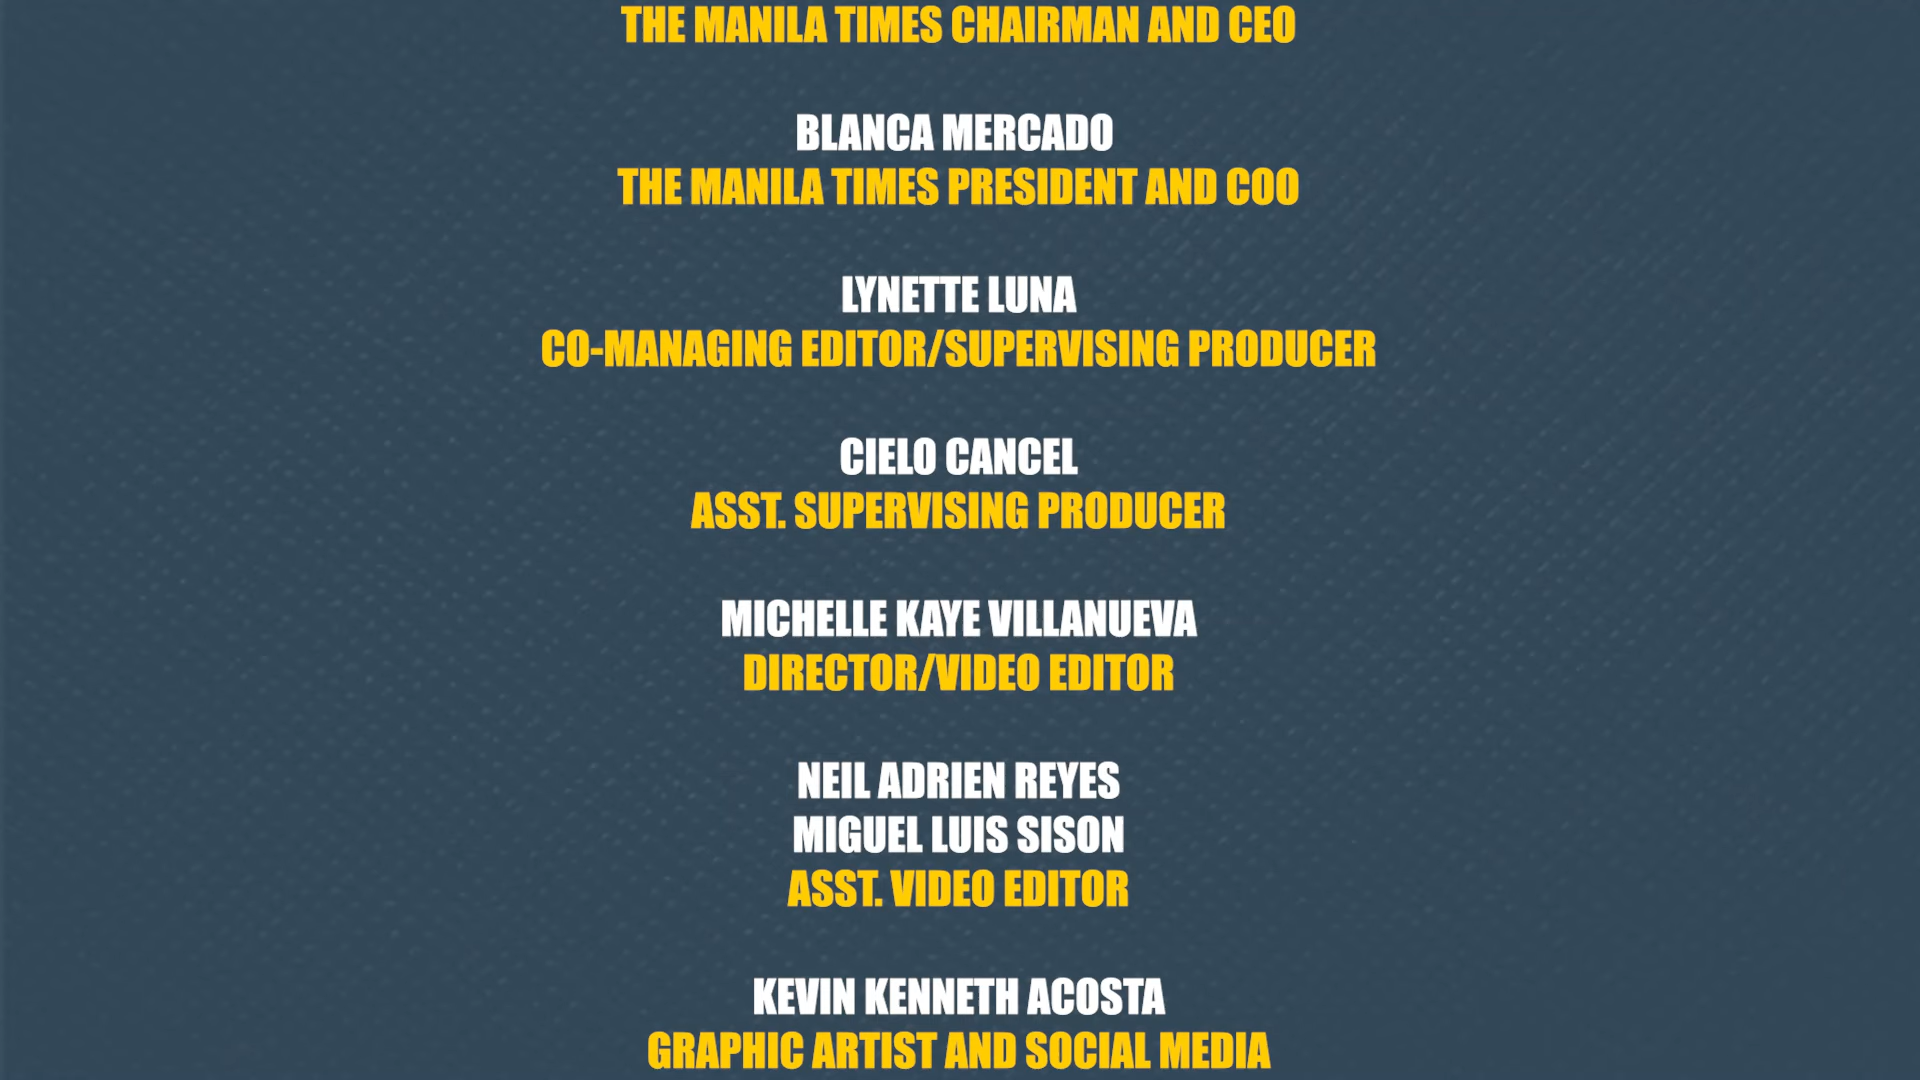 THE MANILA TIMES CHAIRMAN AND CEO
BLANCA MERCADO
THE MANILA TIMES PRESIDENT AND COO
LYNETTE LUNA
CO-MANAGING EDITOR/SUPERVISING PRODUCER
CIELO CANCEL
ASST. SUPERVISING PRODUCER
MICHELLE KAYE VILLANUEVA
DIRECTOR/VIDEO EDITOR
NEIL ADRIEN REYES
MIGUEL LUIS SISON
ASST. VIDEO EDITOR
KEVIN KENNETH ACOSTA
GRAPHIC ARTIST AND SOCIAL MEDIA